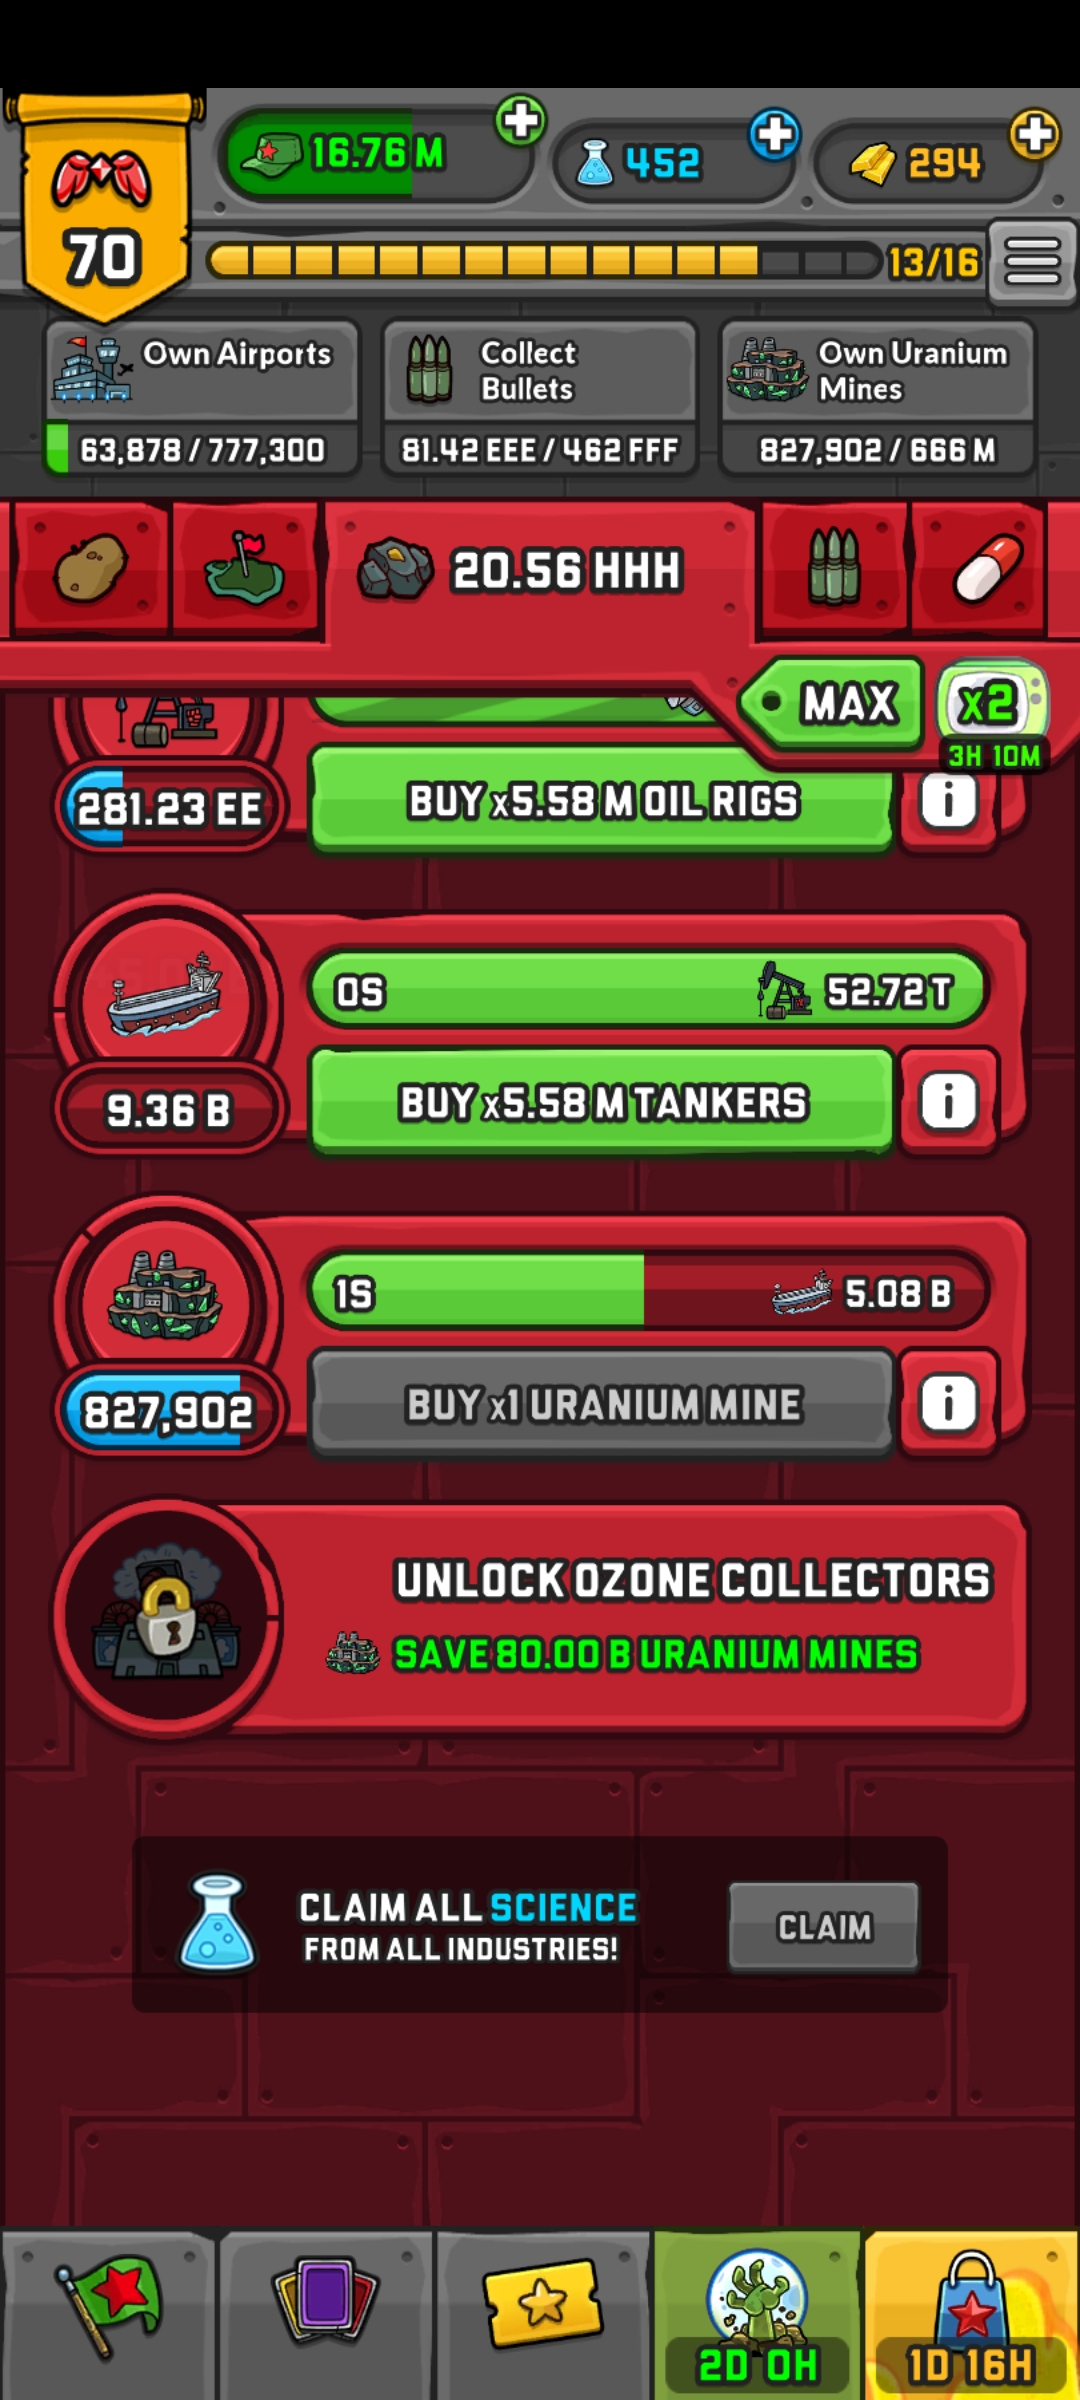 16.76 M
452
294
70
13/16
Own Airports
63,878 / 777,300
Collect
Bullets
81.42 EEE / 462 FFF
Own Uranium
Mines
827,902 / 666 M
20.56 HHH
MAX
x2
3H 10M
281.23 EE
BUY x5.58 M OIL RIGS
i
0S
52.72 T
9.36 B
BUY x5.58 M TANKERS
i
1S
5.08 B
827,902
BUY x1 URANIUM MINE
i
UNLOCK OZONE COLLECTORS
SAVE 80.00 B URANIUM MINES
CLAIM ALL SCIENCE
FROM ALL INDUSTRIES!
CLAIM
2D 0H
1D 16H